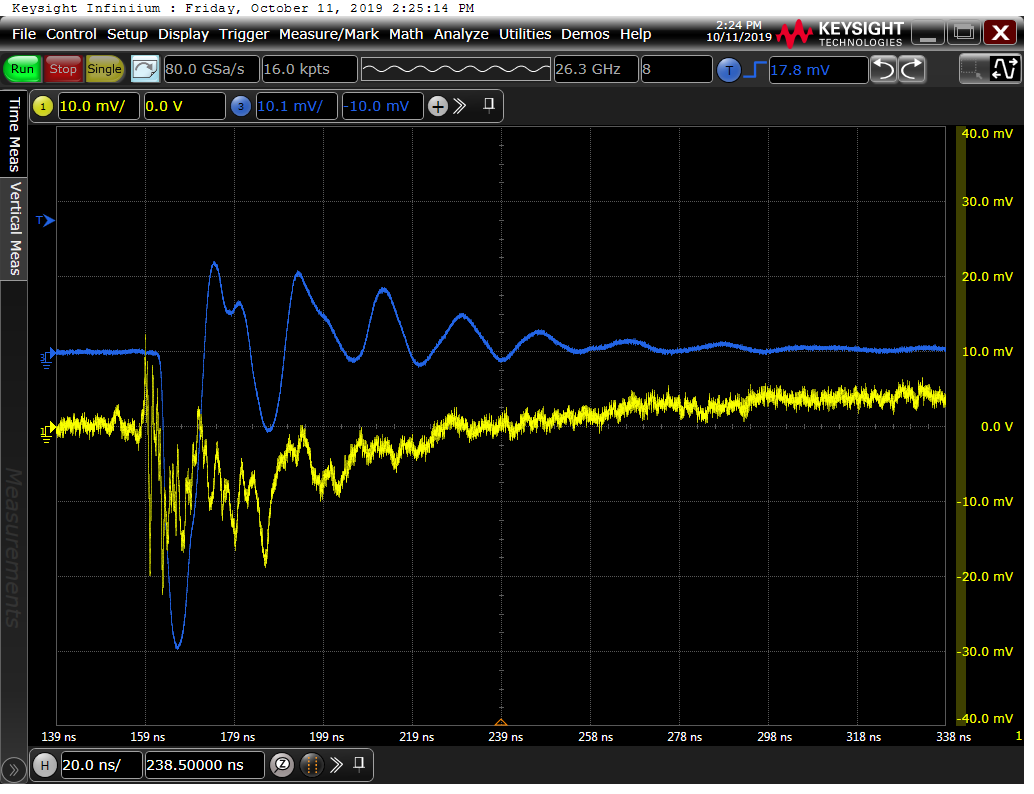 Keysight Infiniium : Friday, October 11, 2019 2:25:14 PM
File Control Setup Display Trigger Measure/Mark Math Analyze Utilities Demos Help
2:24 PM
10/11/2019
KEYSIGHT
TECHNOLOGIES
Run Stop Single 80.0 GSa/s 16.0 kpts 26.3 GHz 8 T 17.8 mV
1 10.0 mV/ 0.0 V 3 10.1 mV/ -10.0 mV
Time Meas
Vertical Meas
Measurements
T
3
1
40.0 mV
30.0 mV
20.0 mV
10.0 mV
0.0 V
-10.0 mV
-20.0 mV
-30.0 mV
-40.0 mV
139 ns 159 ns 179 ns 199 ns 219 ns 239 ns 258 ns 278 ns 298 ns 318 ns 338 ns 1
H 20.0 ns/ 238.50000 ns Z